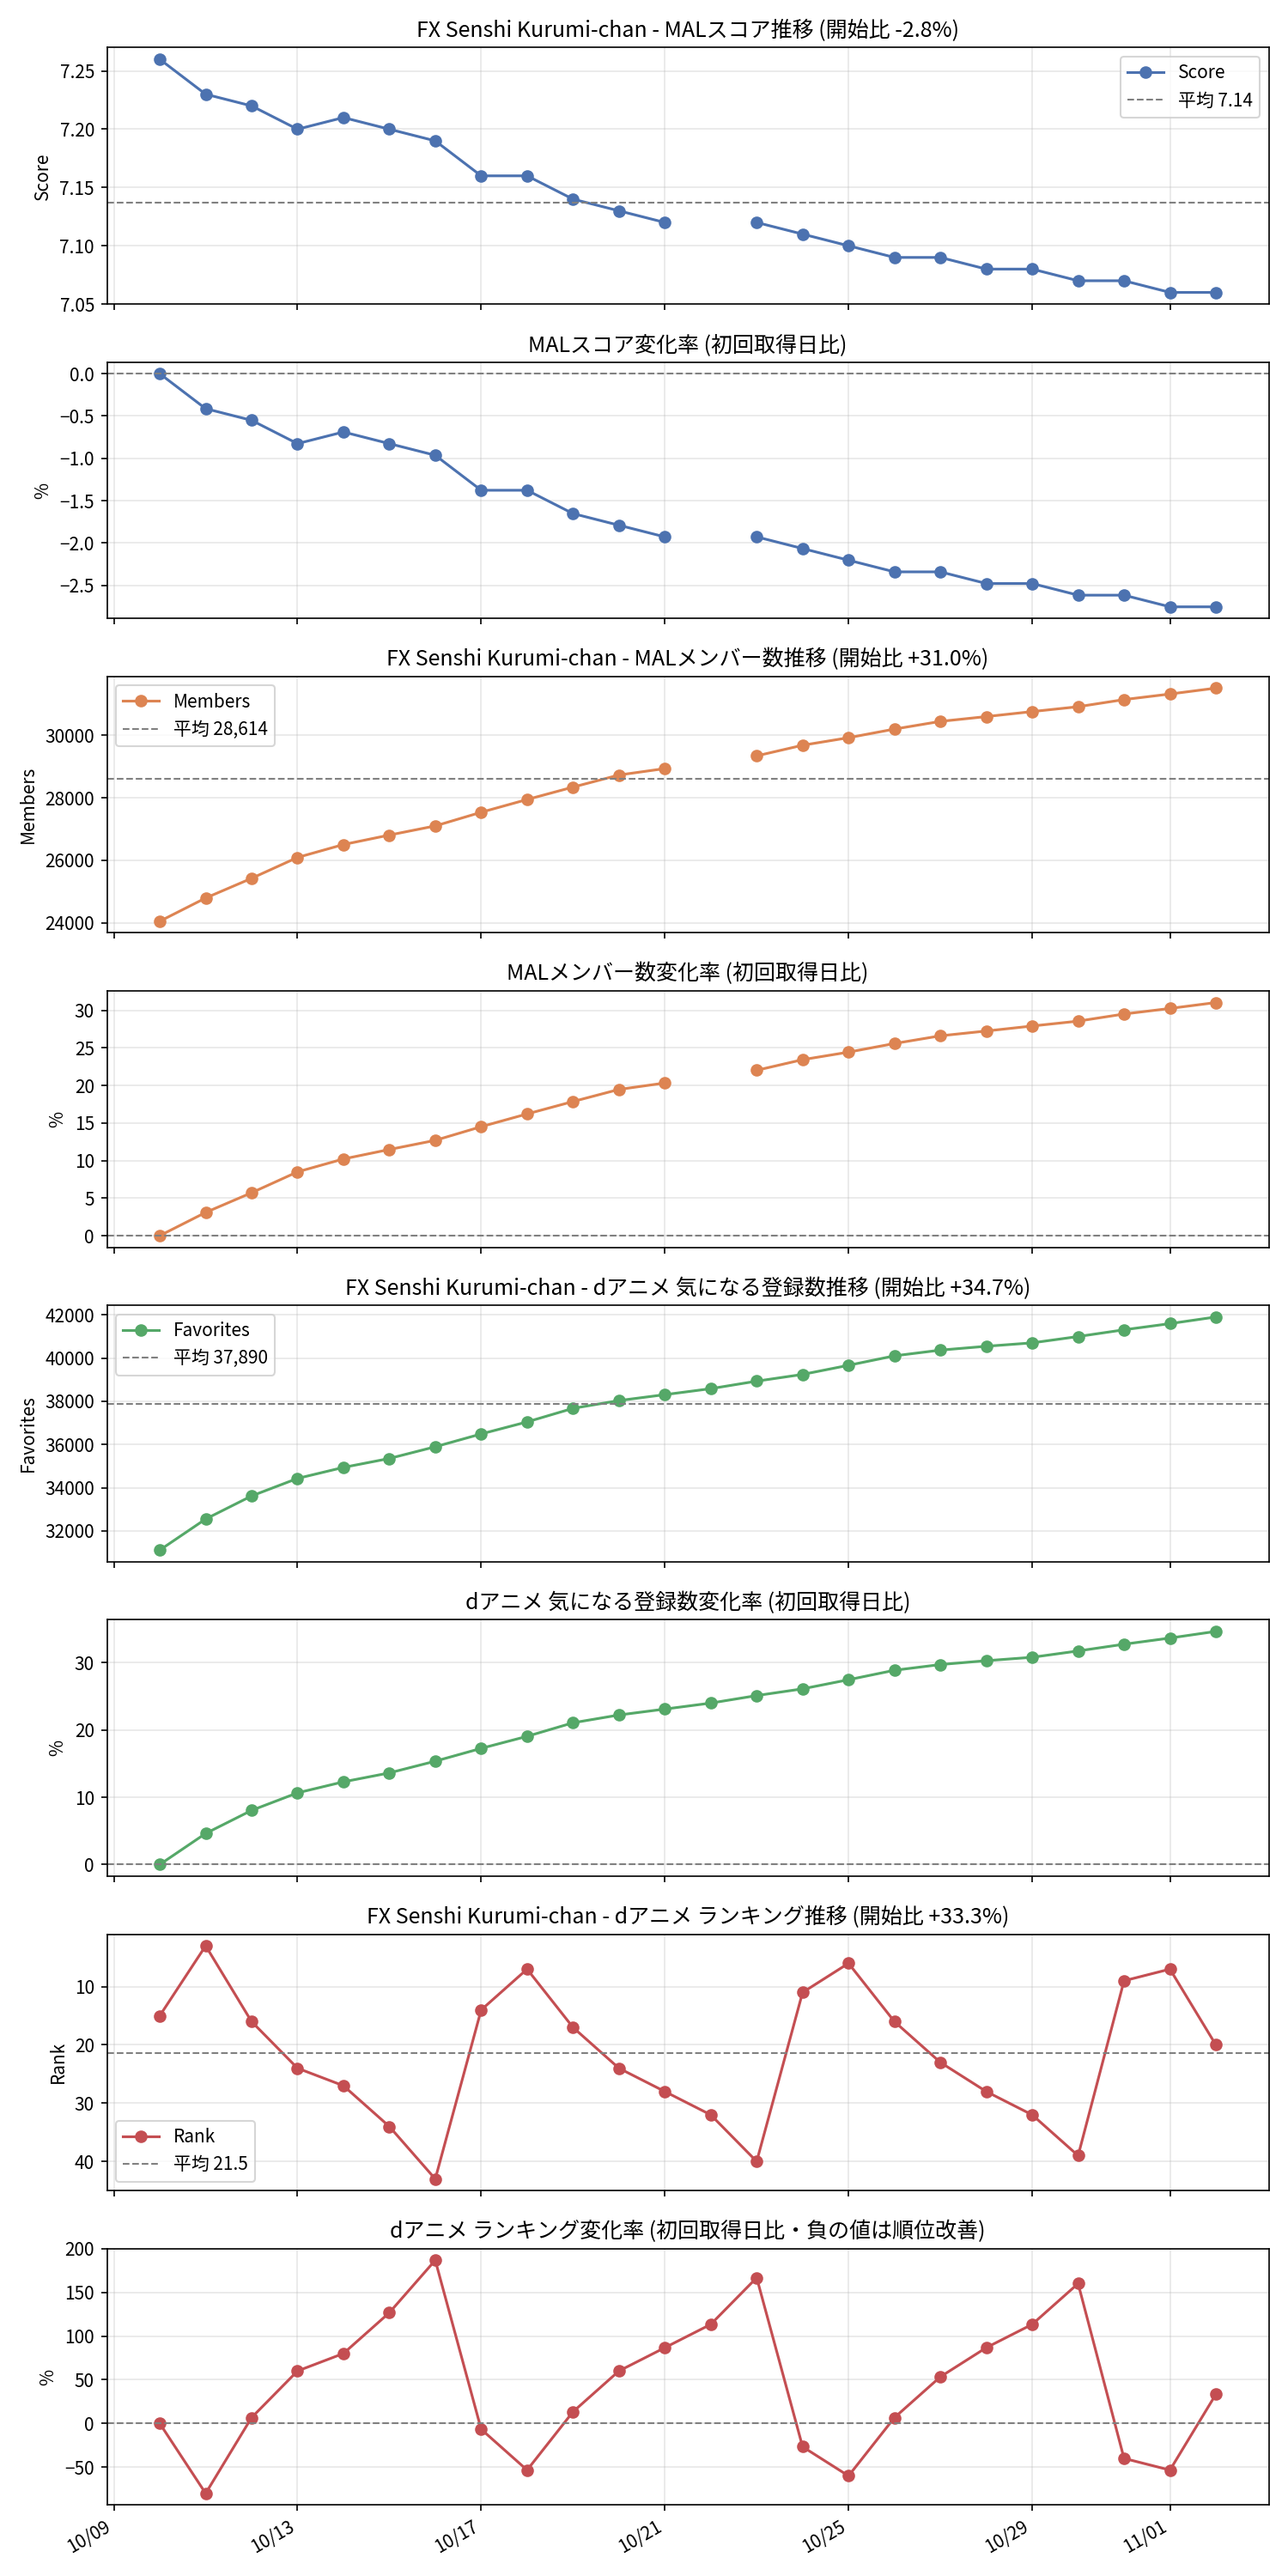 FX Senshi Kurumi-chan - MALスコア推移 (開始比 -2.8%)
Score
7.25
7.20
7.15
7.10
7.05
Score
平均 7.14
MALスコア変化率 (初回取得日比)
%
0.0
−0.5
−1.0
−1.5
−2.0
−2.5
FX Senshi Kurumi-chan - MALメンバー数推移 (開始比 +31.0%)
Members
30000
28000
26000
24000
Members
平均 28,614
MALメンバー数変化率 (初回取得日比)
%
30
25
20
15
10
5
0
FX Senshi Kurumi-chan - dアニメ 気になる登録数推移 (開始比 +34.7%)
Favorites
42000
40000
38000
36000
34000
32000
Favorites
平均 37,890
dアニメ 気になる登録数変化率 (初回取得日比)
%
30
20
10
0
FX Senshi Kurumi-chan - dアニメ ランキング推移 (開始比 +33.3%)
Rank
10
20
30
40
Rank
平均 21.5
dアニメ ランキング変化率 (初回取得日比・負の値は順位改善)
%
200
150
100
50
0
−50
10/09
10/13
10/17
10/21
10/25
10/29
11/01